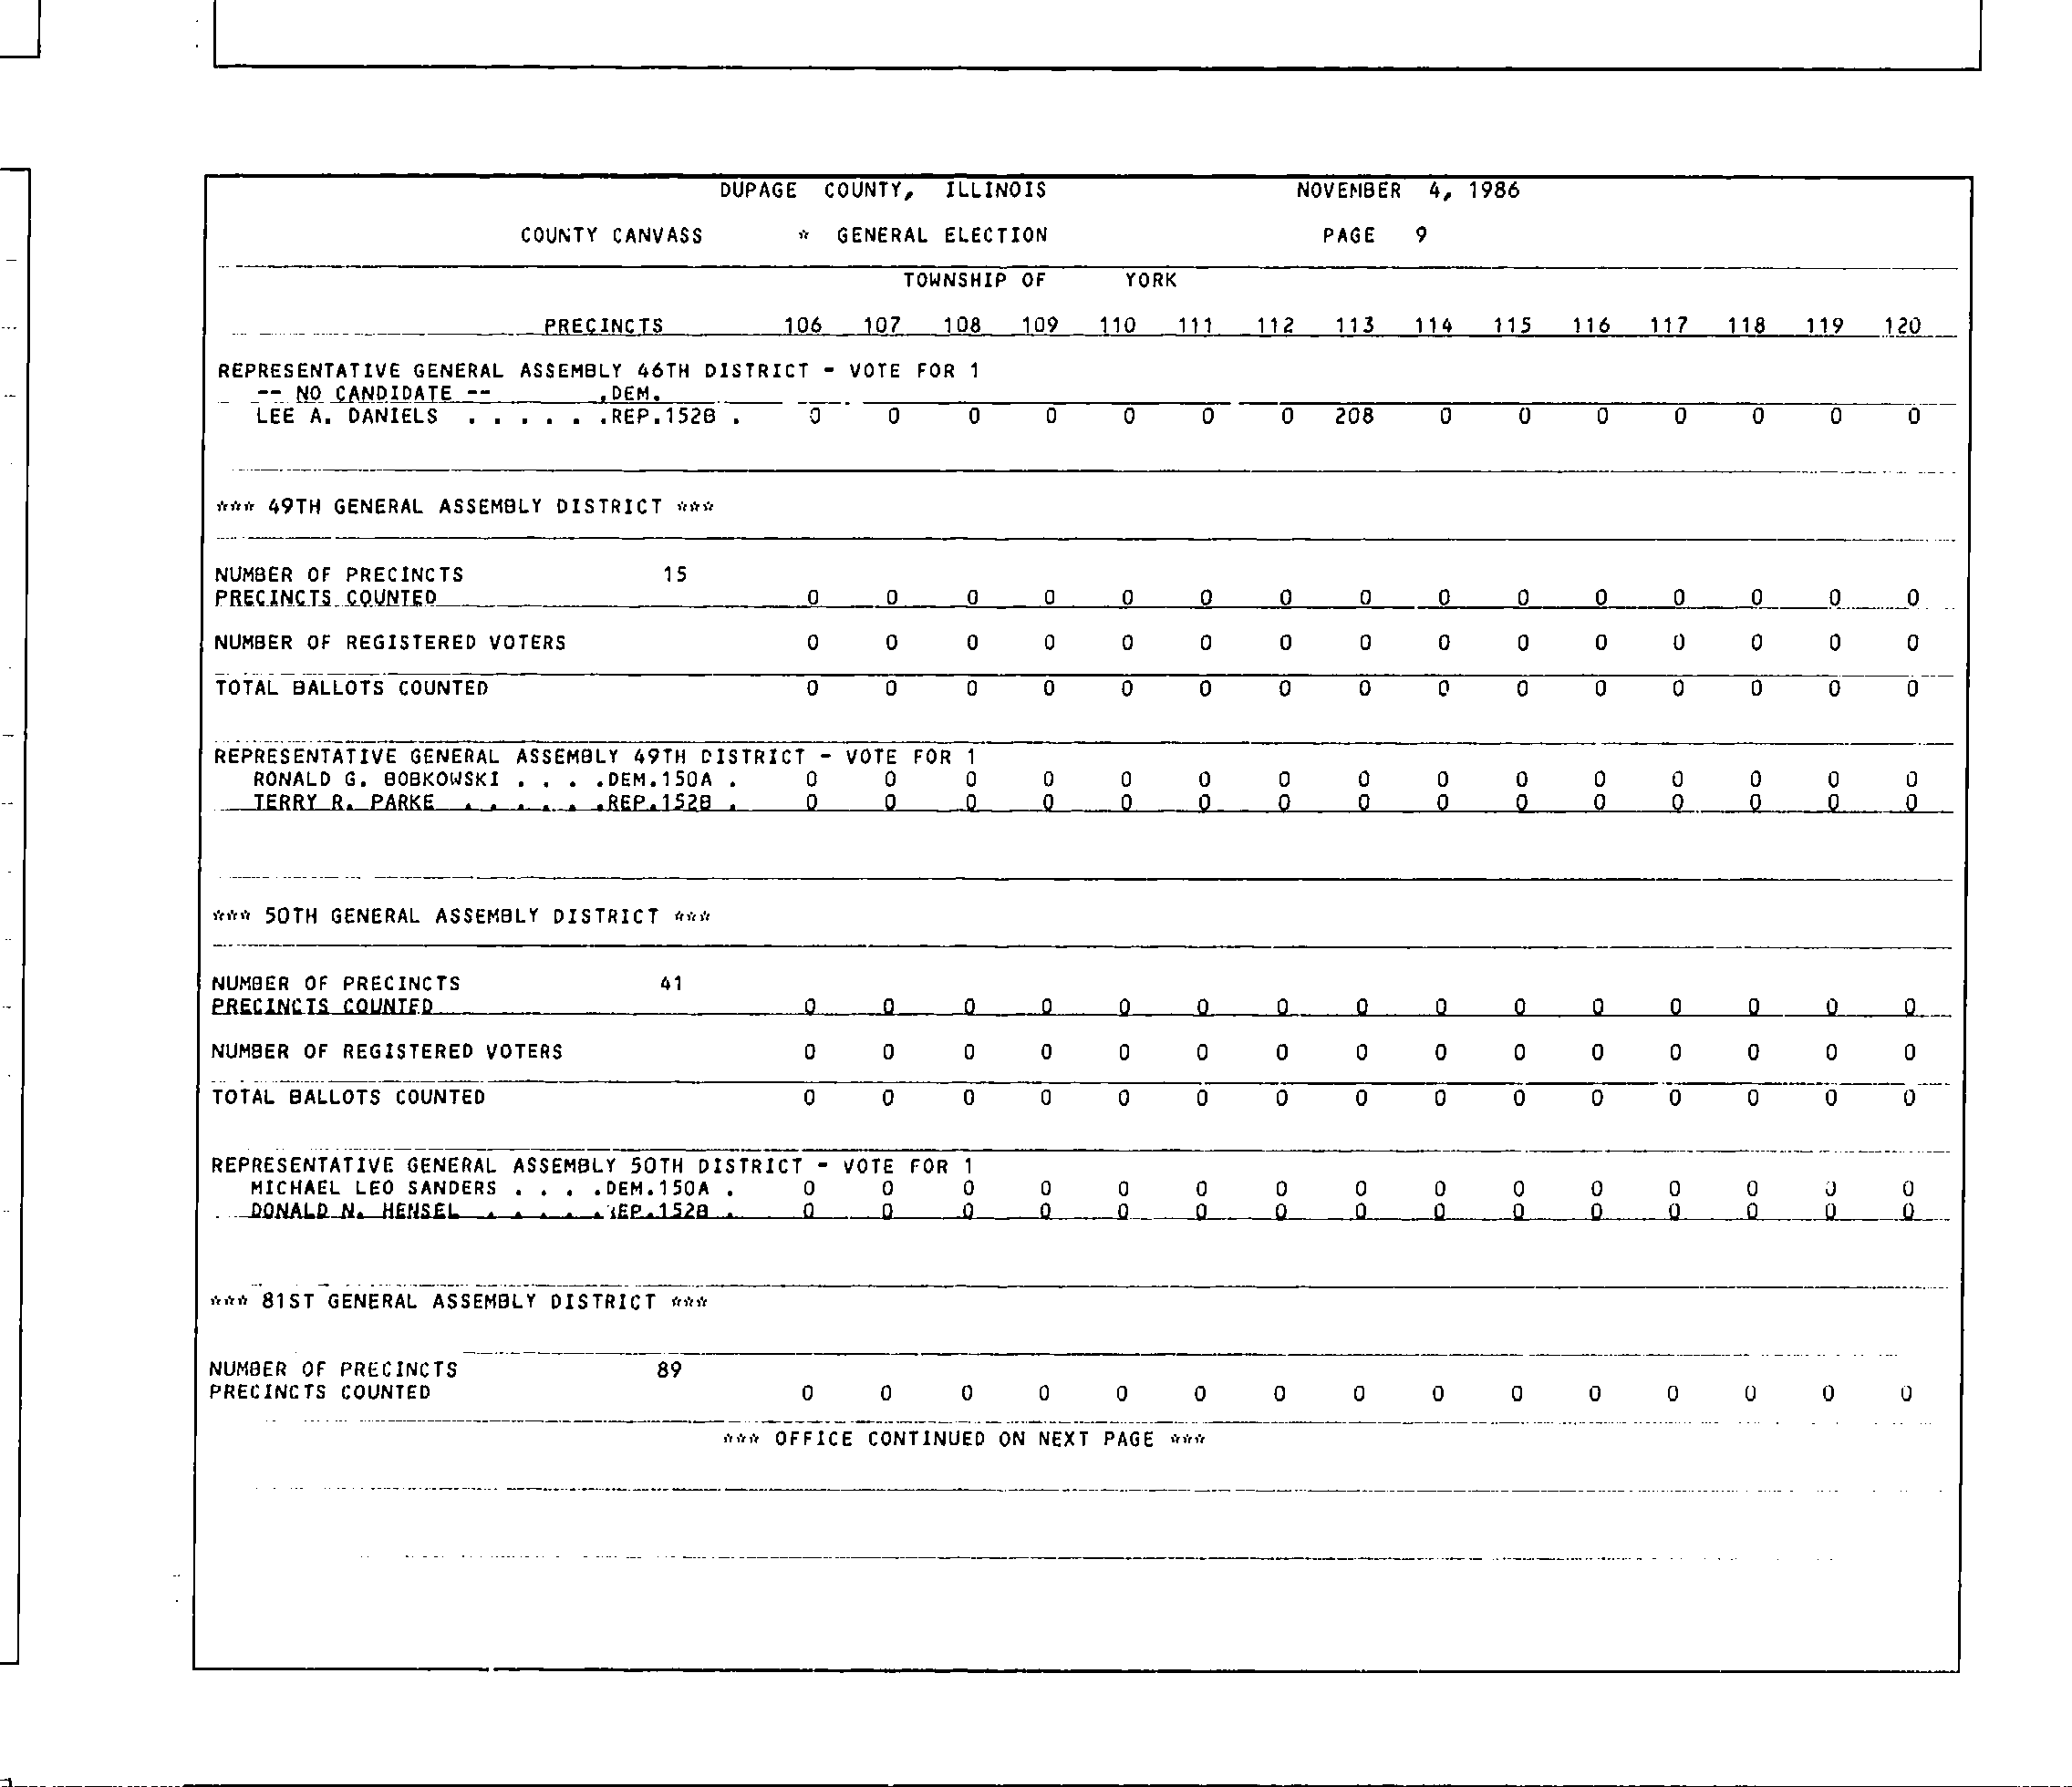 DUPAGE COUNTY, ILLINOIS NOVEMBER 4, 1986
COUNTY CANVASS * GENERAL ELECTION PAGE 9
TOWNSHIP OF YORK
PRECINCTS 106 107 108 109 110 111 112 113 114 115 116 117 118 119 120
REPRESENTATIVE GENERAL ASSEMBLY 46TH DISTRICT - VOTE FOR 1
-- NO CANDIDATE -- .DEM.
LEE A. DANIELS . . . . . .REP.152B . 0 0 0 0 0 0 0 208 0 0 0 0 0 0 0
*** 49TH GENERAL ASSEMBLY DISTRICT ***
NUMBER OF PRECINCTS 15
PRECINCTS COUNTED 0 0 0 0 0 0 0 0 0 0 0 0 0 0 0
NUMBER OF REGISTERED VOTERS 0 0 0 0 0 0 0 0 0 0 0 0 0 0 0
TOTAL BALLOTS COUNTED 0 0 0 0 0 0 0 0 0 0 0 0 0 0 0
REPRESENTATIVE GENERAL ASSEMBLY 49TH DISTRICT - VOTE FOR 1
RONALD G. BOBKOWSKI . . . .DEM.150A . 0 0 0 0 0 0 0 0 0 0 0 0 0 0 0
TERRY R. PARKE . . . . . .REP.152B . 0 0 0 0 0 0 0 0 0 0 0 0 0 0 0
*** 50TH GENERAL ASSEMBLY DISTRICT ***
NUMBER OF PRECINCTS 41
PRECINCTS COUNTED 0 0 0 0 0 0 0 0 0 0 0 0 0 0 0
NUMBER OF REGISTERED VOTERS 0 0 0 0 0 0 0 0 0 0 0 0 0 0 0
TOTAL BALLOTS COUNTED 0 0 0 0 0 0 0 0 0 0 0 0 0 0 0
REPRESENTATIVE GENERAL ASSEMBLY 50TH DISTRICT - VOTE FOR 1
MICHAEL LEO SANDERS . . . .DEM.150A . 0 0 0 0 0 0 0 0 0 0 0 0 0 0 0
DONALD N. HENSEL . . . . .REP.152B . 0 0 0 0 0 0 0 0 0 0 0 0 0 0 0
*** 81ST GENERAL ASSEMBLY DISTRICT ***
NUMBER OF PRECINCTS 89
PRECINCTS COUNTED 0 0 0 0 0 0 0 0 0 0 0 0 0 0 0
*** OFFICE CONTINUED ON NEXT PAGE ***